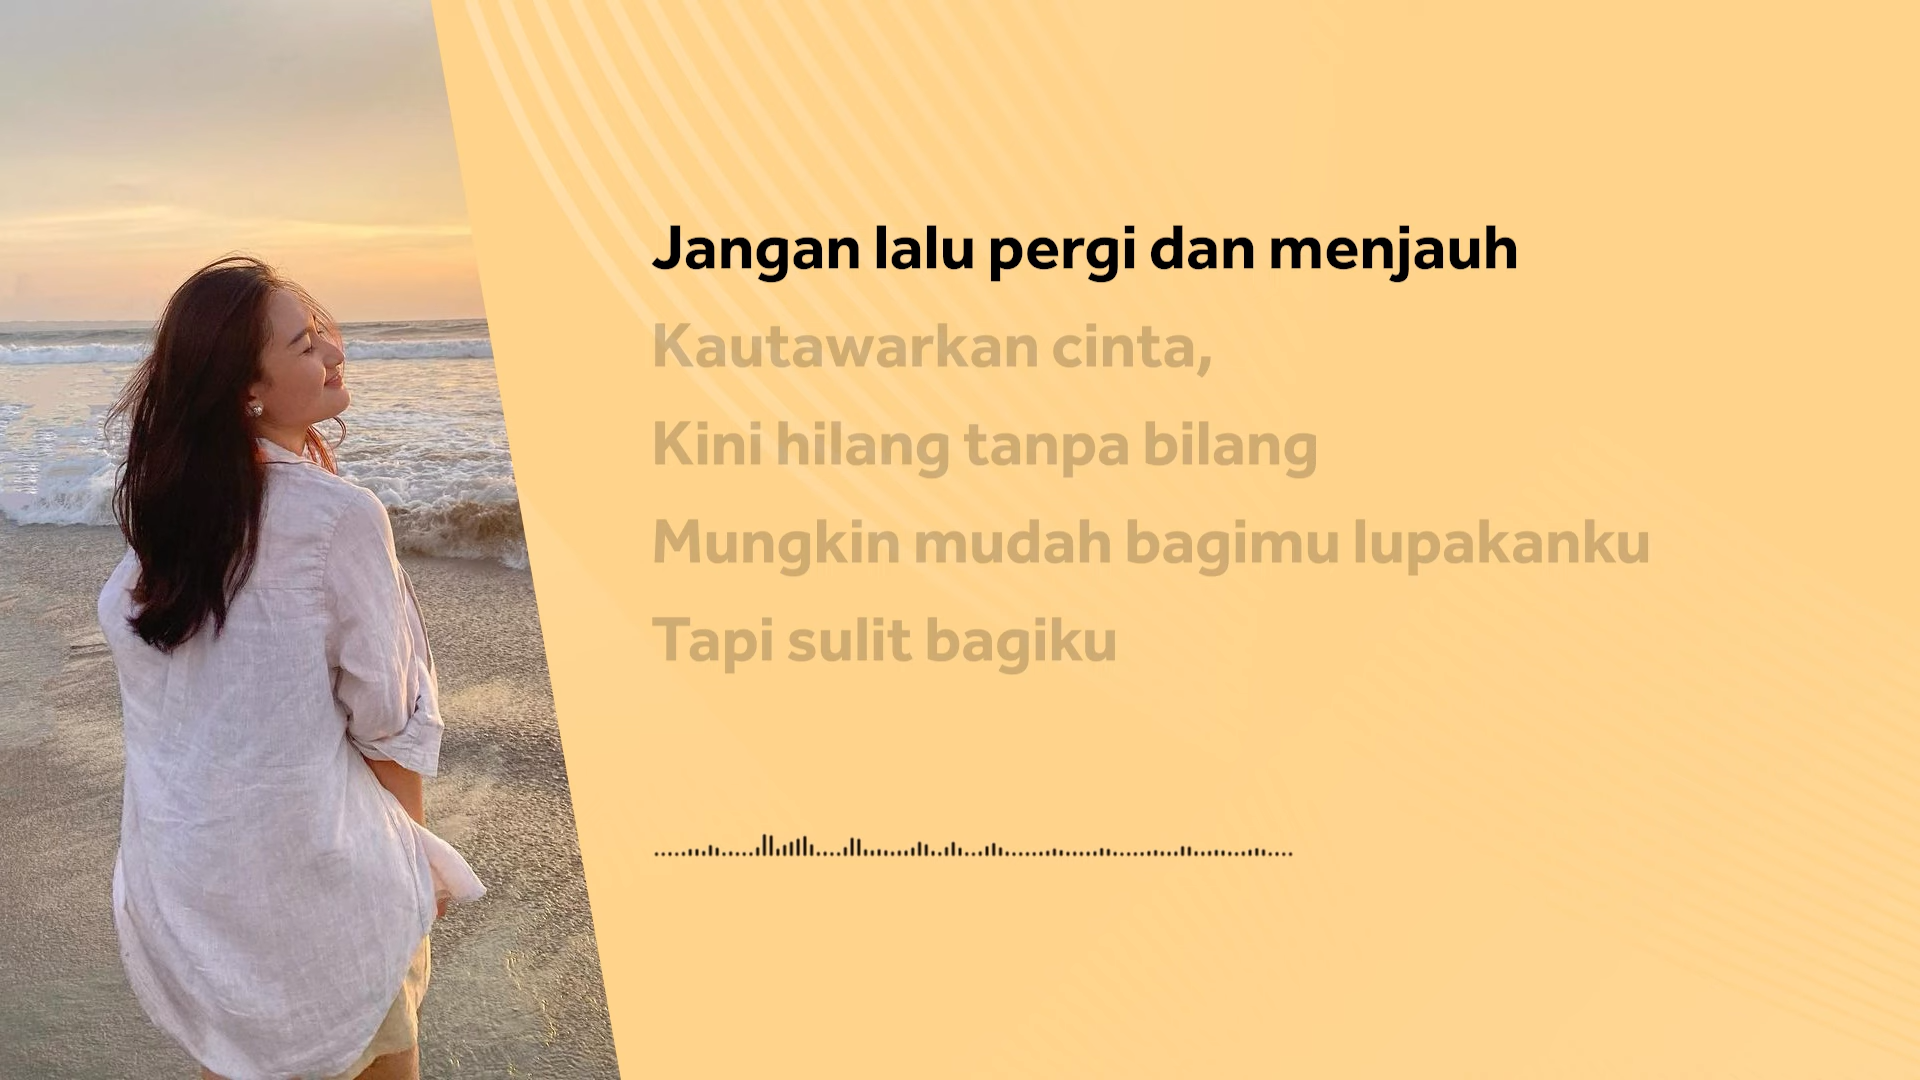 Jangan lalu pergi dan menjauh
Kautawarkan cinta,
Kini hilang tanpa bilang
Mungkin mudah bagimu lupakanku
Tapi sulit bagiku